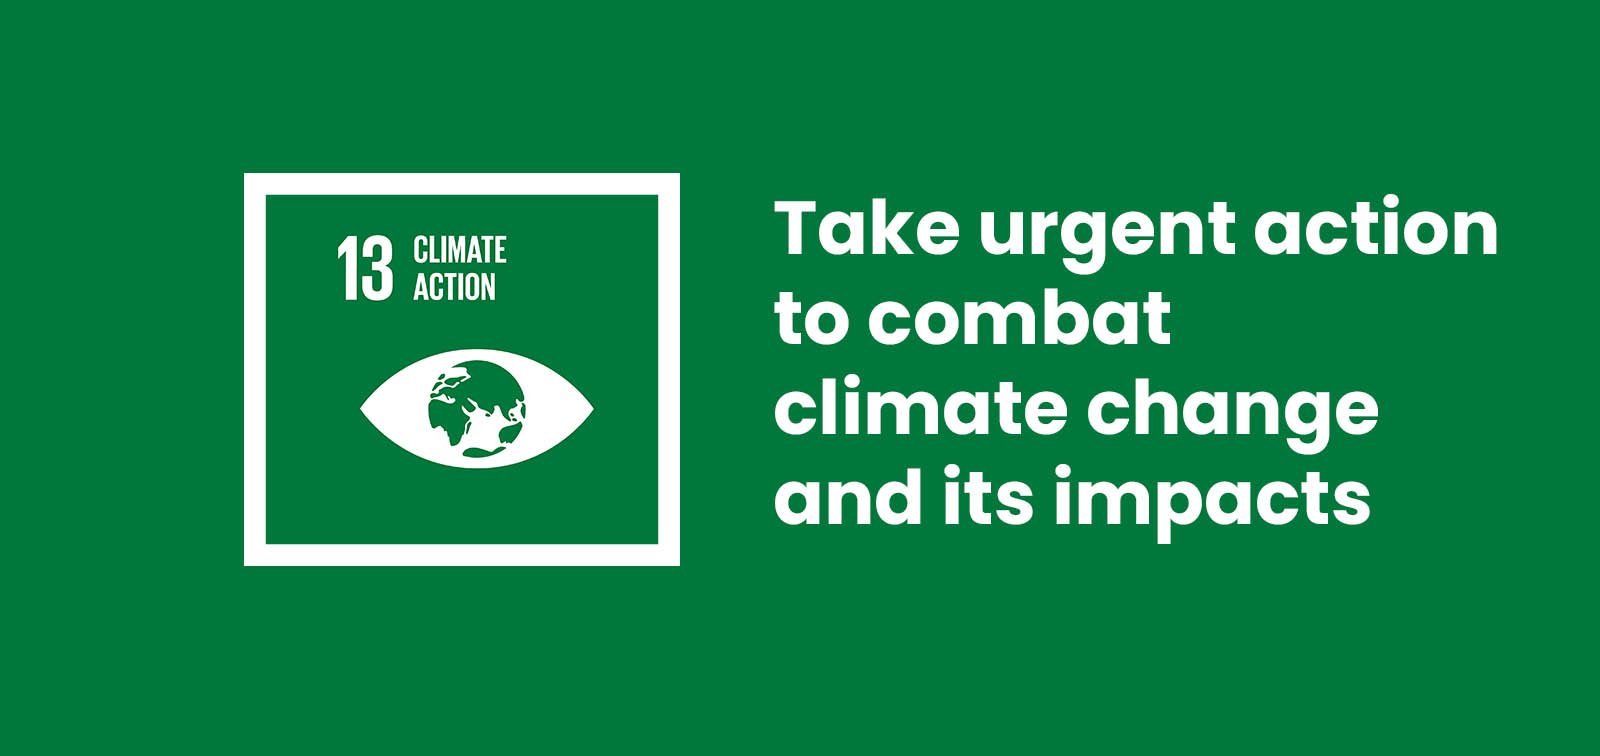 13 CLIMATE
ACTION
Take urgent action
to combat
climate change
and its impacts